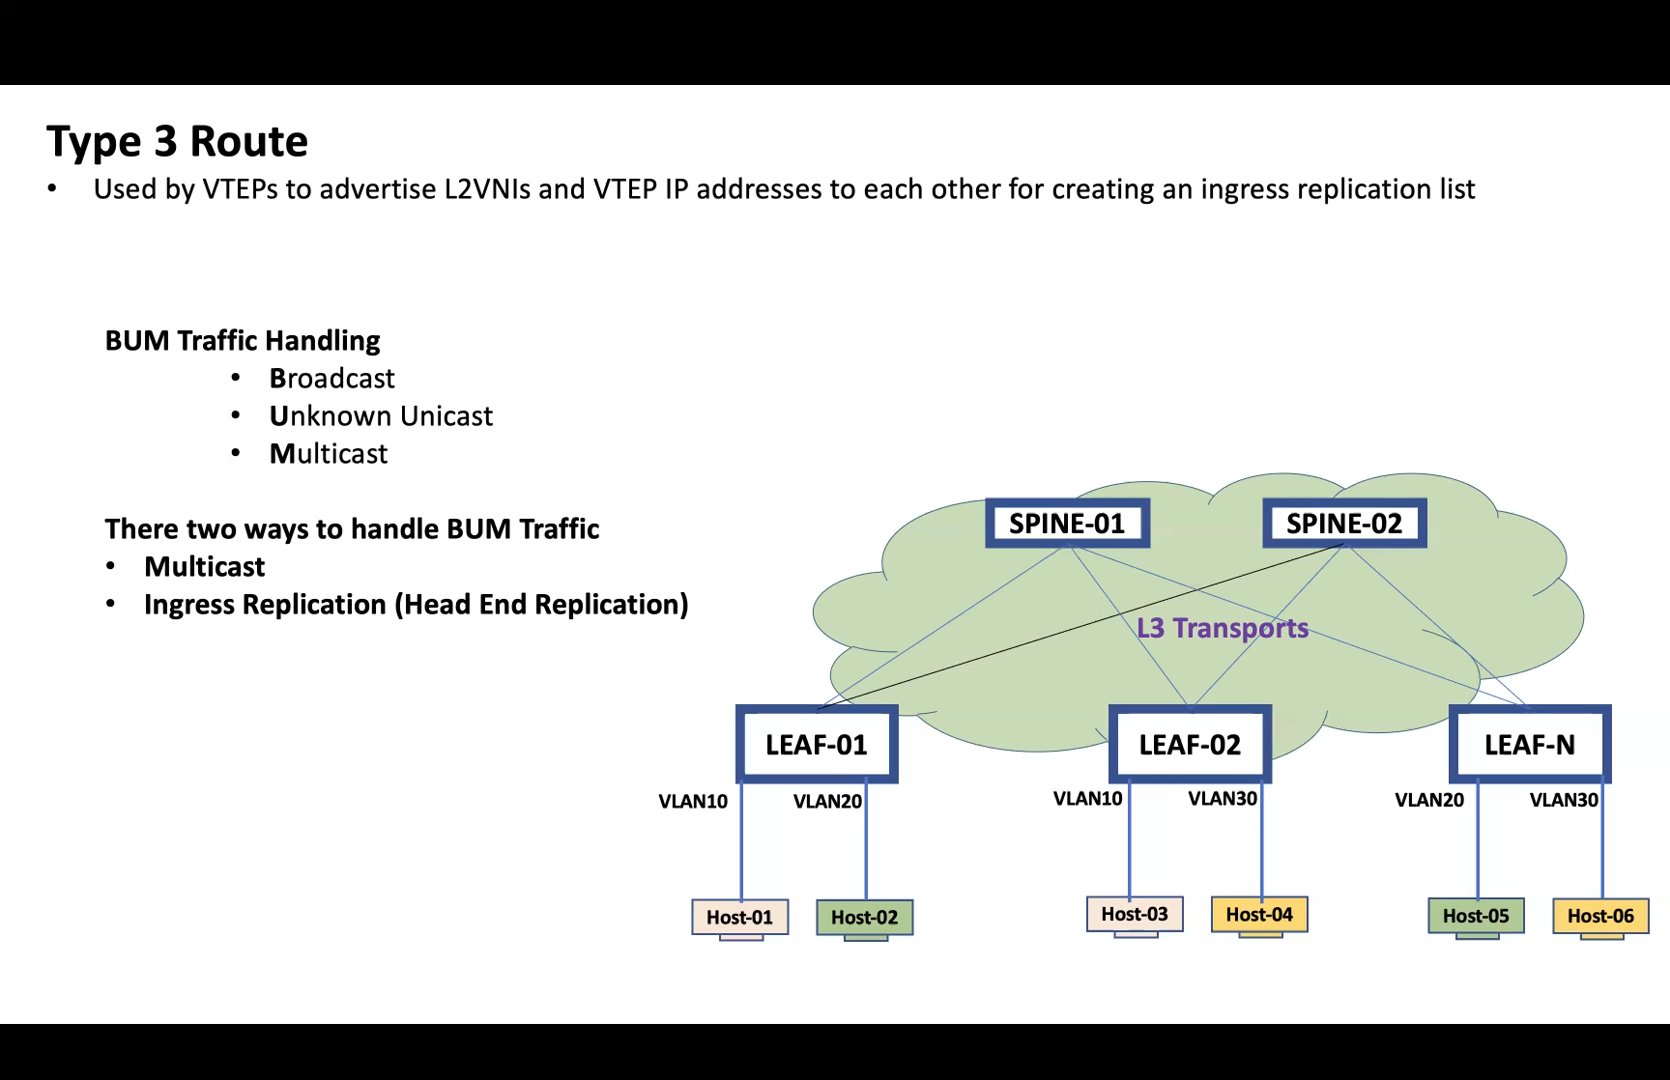 Type 3 Route
• Used by VTEPs to advertise L2VNIs and VTEP IP addresses to each other for creating an ingress replication list
BUM Traffic Handling
• Broadcast
• Unknown Unicast
• Multicast
There two ways to handle BUM Traffic
• Multicast
• Ingress Replication (Head End Replication)
SPINE-01
SPINE-02
L3 Transports
LEAF-01
LEAF-02
LEAF-N
VLAN10
VLAN20
VLAN10
VLAN30
VLAN20
VLAN30
Host-01
Host-02
Host-03
Host-04
Host-05
Host-06